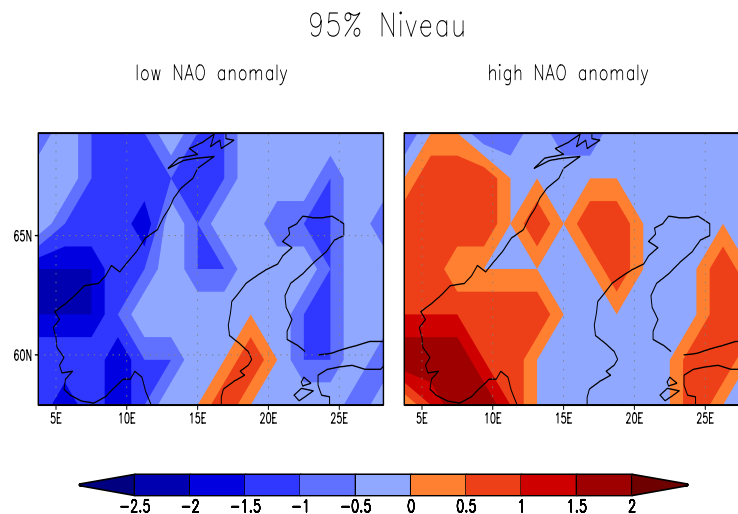 95% Niveau
low NAO anomaly high NAO anomaly
65N
60N
5E 10E 15E 20E 25E 5E 10E 15E 20E 25E
-2.5 -2 -1.5 -1 -0.5 0 0.5 1 1.5 2